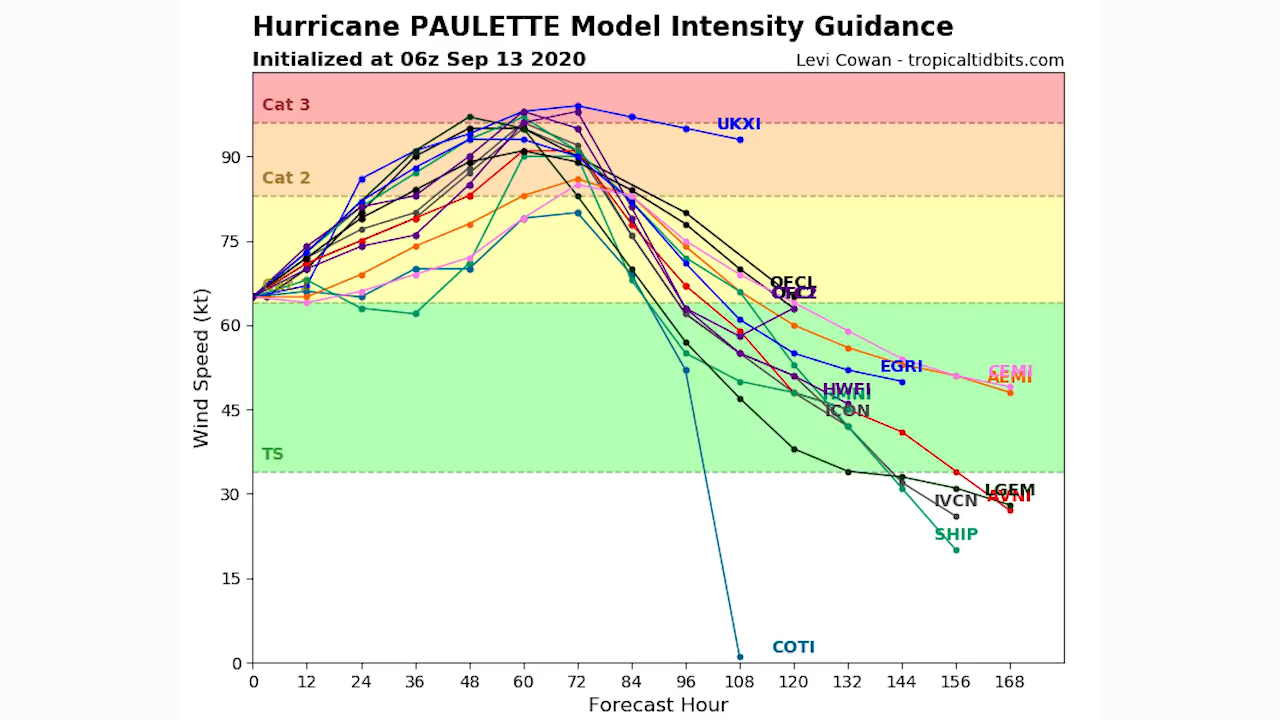 Hurricane PAULETTE Model Intensity Guidance
Initialized at 06z Sep 13 2020
Levi Cowan - tropicaltidbits.com
Cat 3
UKXI
90
Cat 2
75
OFCL
Wind Speed (kt)
60
EGRI
CEMI
AEMI
HWFI
HMNI
45
ICON
TS
30
LGEM
AVNI
IVCN
SHIP
15
COTI
0
0 12 24 36 48 60 72 84 96 108 120 132 144 156 168
Forecast Hour